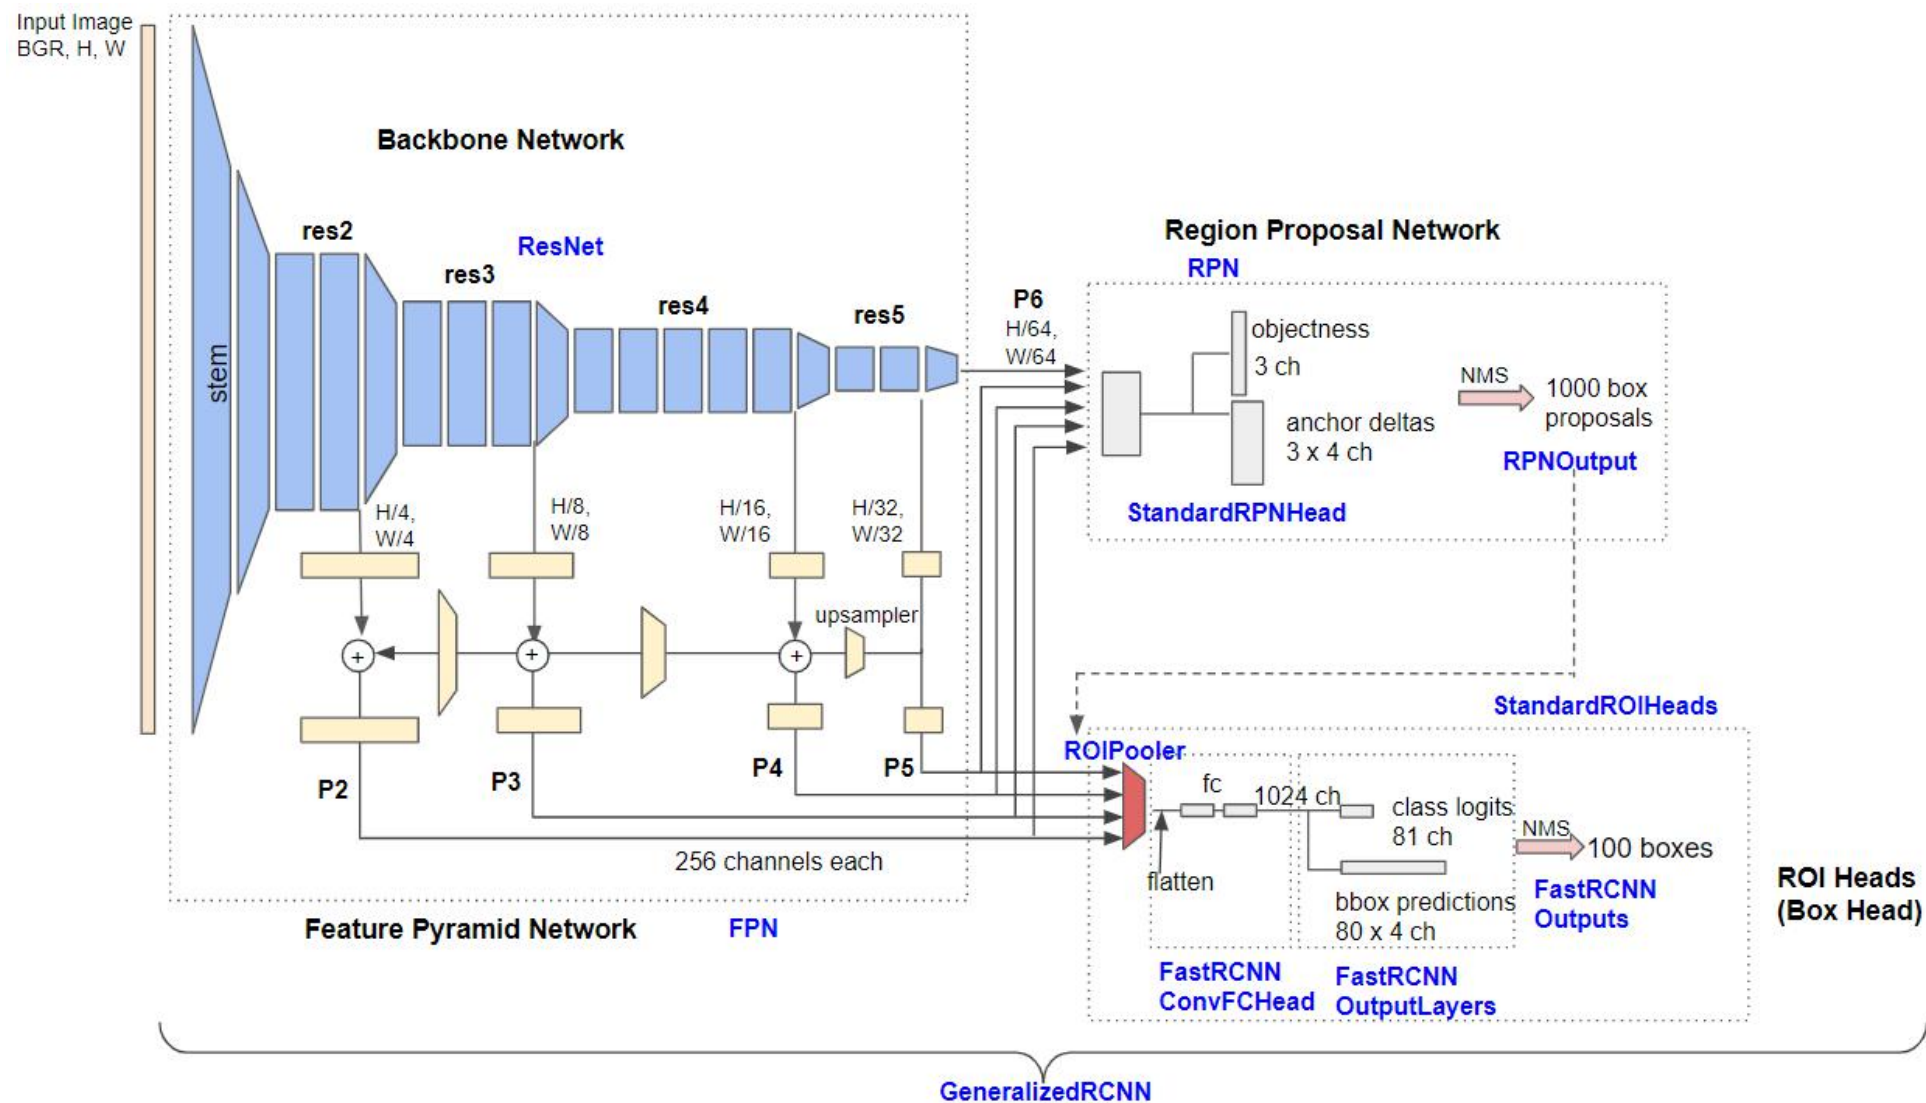 Input Image
BGR, H, W
Backbone Network
stem
res2
res3
ResNet
res4
res5
P6
H/64,
W/64
Region Proposal Network
RPN
objectness
3 ch
anchor deltas
3 x 4 ch
NMS
1000 box
proposals
RPNOutput
StandardRPNHead
H/4,
W/4
H/8,
W/8
H/16,
W/16
H/32,
W/32
upsampler
+
+
+
P2
P3
P4
P5
256 channels each
Feature Pyramid Network
FPN
StandardROIHeads
ROIPooler
fc
1024 ch
flatten
class logits
81 ch
bbox predictions
80 x 4 ch
NMS
100 boxes
FastRCNN
Outputs
ROI Heads
(Box Head)
FastRCNN
ConvFCHead
FastRCNN
OutputLayers
GeneralizedRCNN